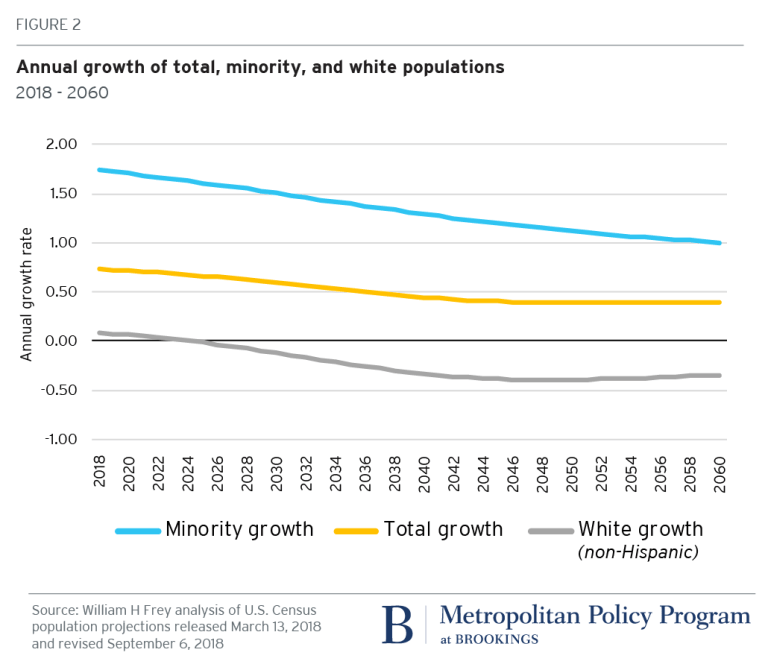 FIGURE 2
Annual growth of total, minority, and white populations
2018 - 2060
Annual growth rate
2.00
1.50
1.00
0.50
0.00
-0.50
-1.00
2018
2020
2022
2024
2026
2028
2030
2032
2034
2036
2038
2040
2042
2044
2046
2048
2050
2052
2054
2056
2058
2060
Minority growth
Total growth
White growth
(non-Hispanic)
Source: William H Frey analysis of U.S. Census
population projections released March 13, 2018
and revised September 6, 2018
B
Metropolitan Policy Program
at BROOKINGS